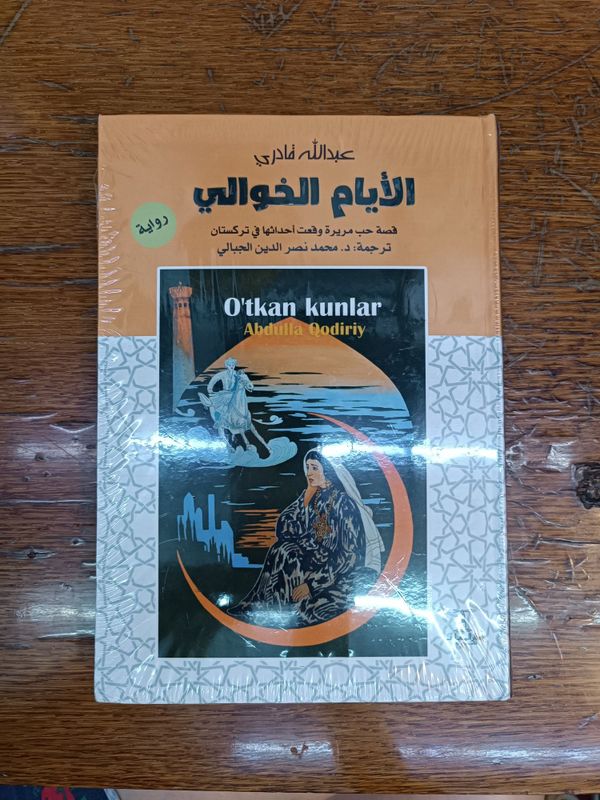 عبدالله قادري
الأيام الخوالي
رواية
قصة حب مريرة وقعت أحداثها في تركستان
ترجمة: د. محمد نصر الدين الجبالي
O'tkan kunlar
Abdulla Qodiriy